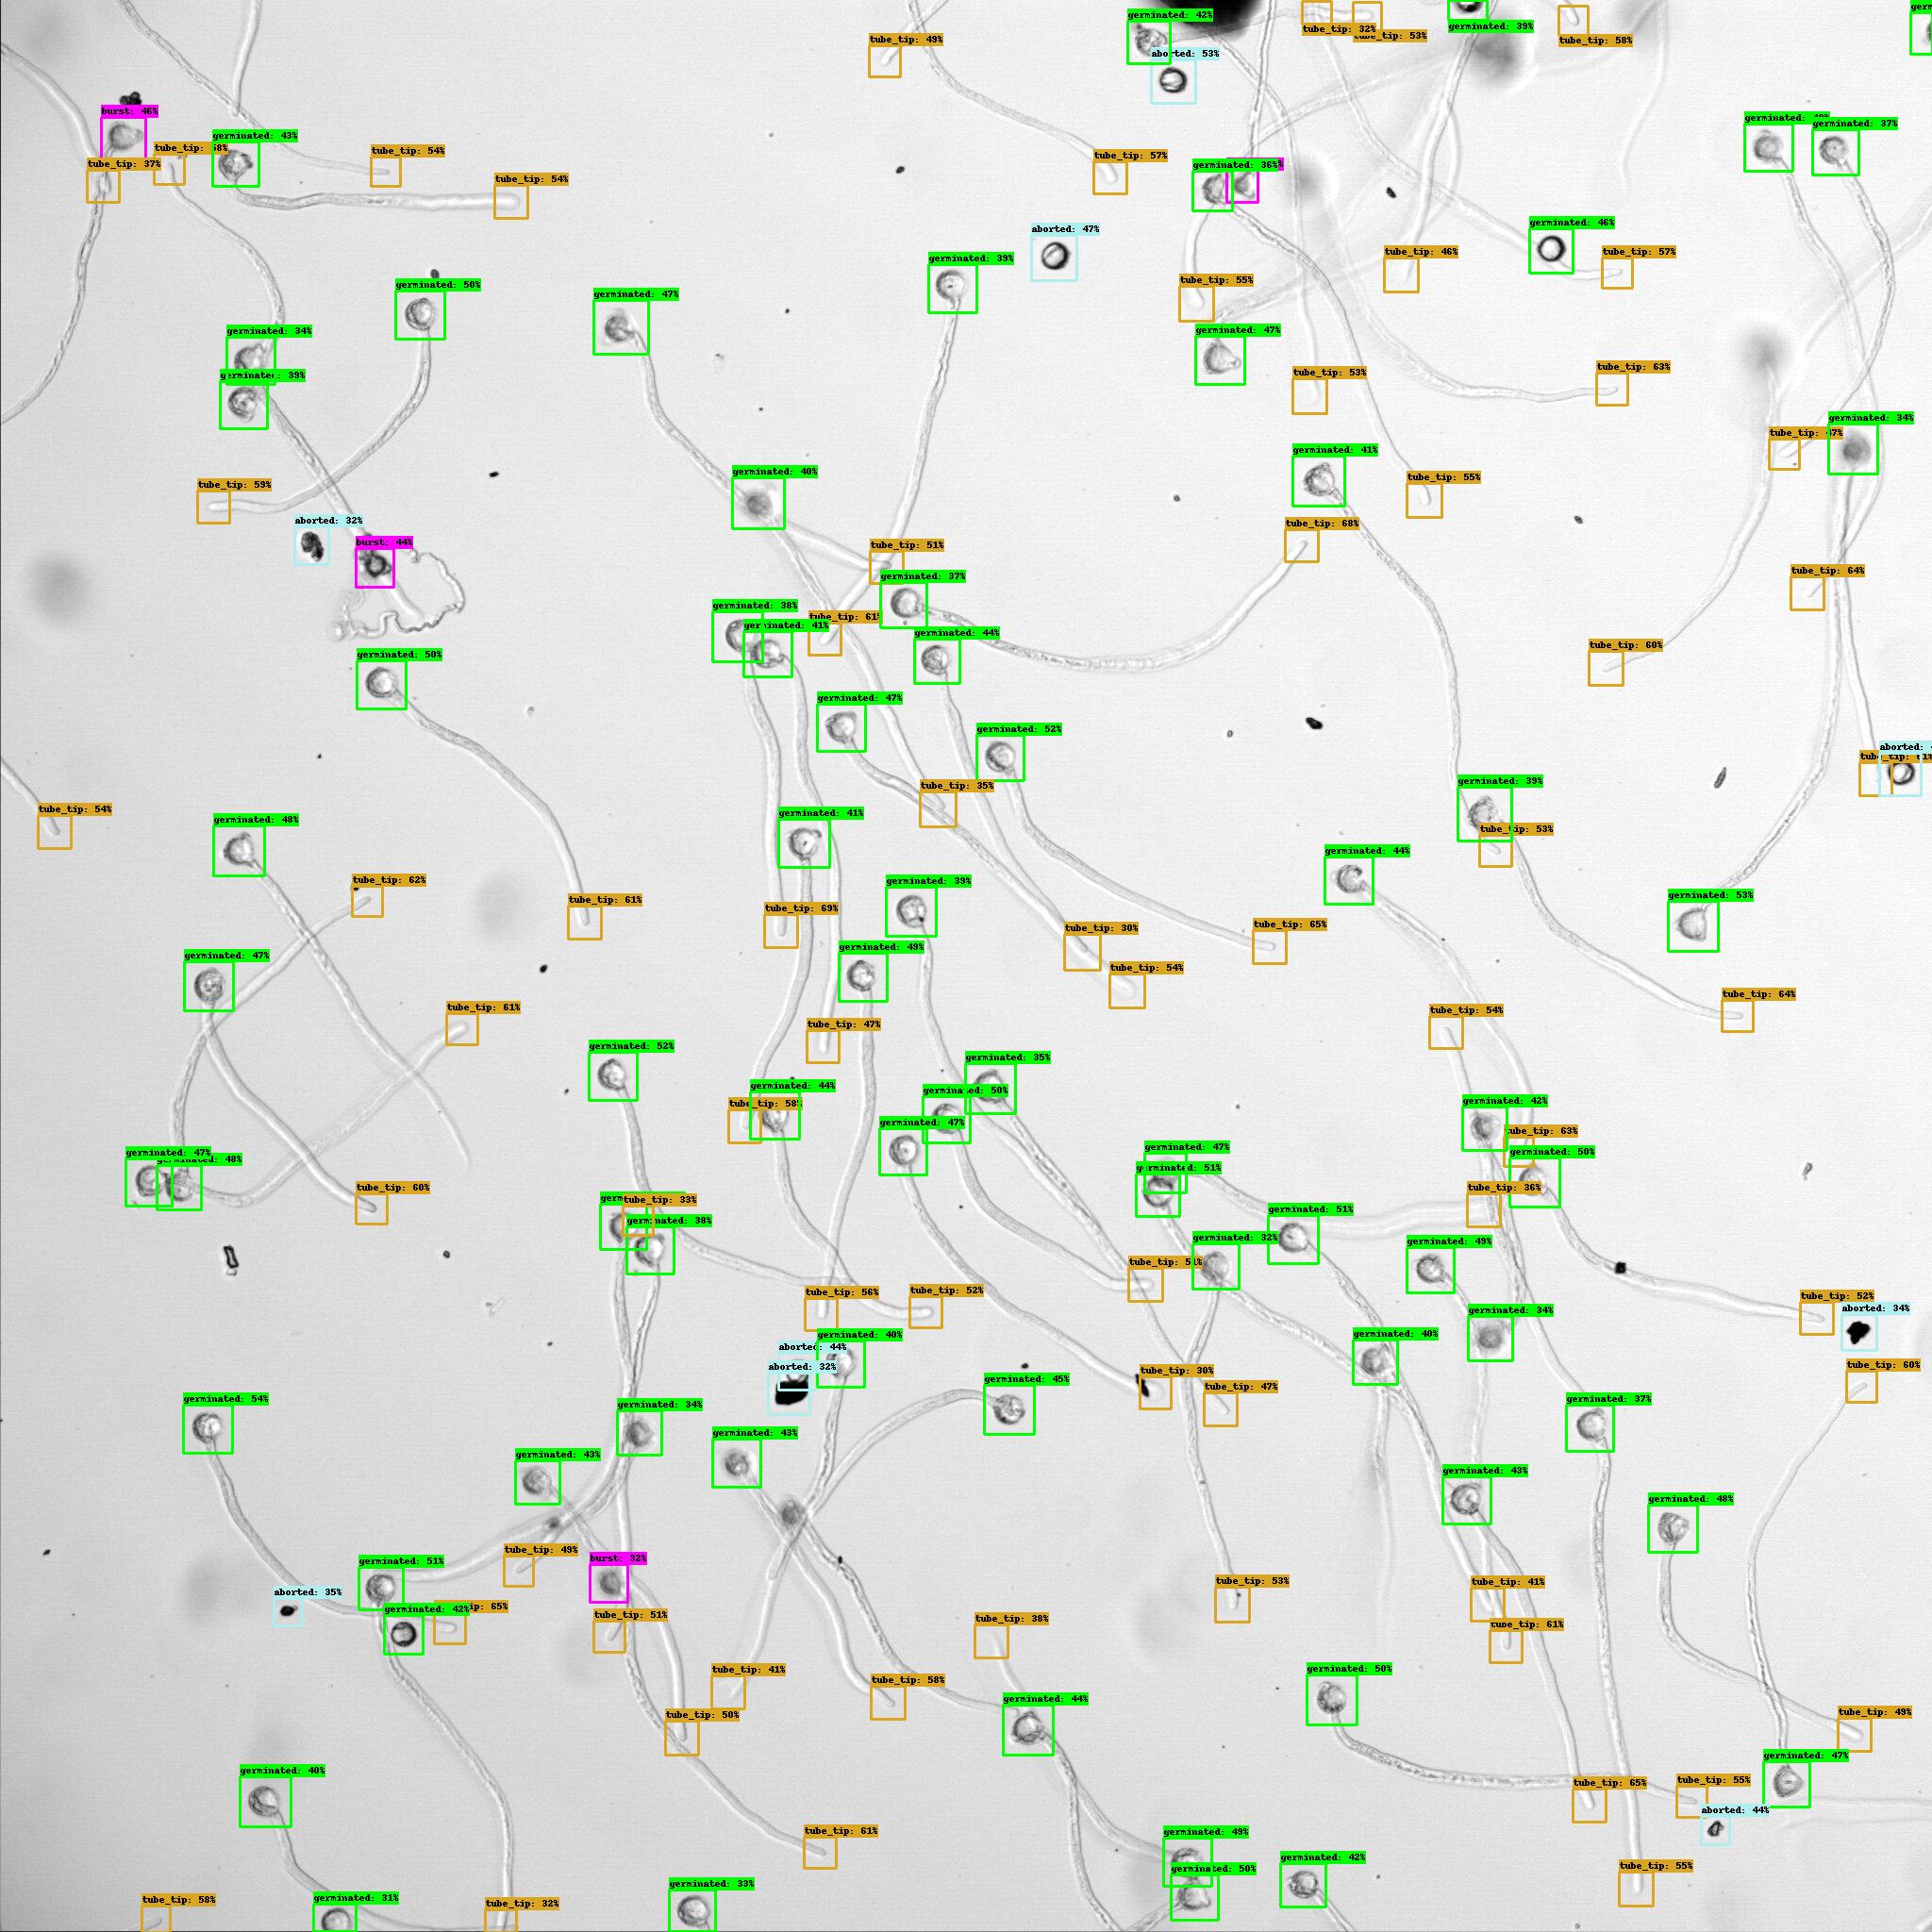 germinated: 42%
tube_tip: 49%
aborted: 53%
tube_tip: 32%
tube_tip: 53%
germinated: 39%
tube_tip: 58%
burst: 46%
tube_tip: 37%
tube_tip: 58%
germinated: 43%
tube_tip: 54%
tube_tip: 54%
tube_tip: 57%
germinated: 36%
germinated: 37%
germinated: 46%
tube_tip: 57%
tube_tip: 46%
aborted: 47%
germinated: 39%
tube_tip: 55%
germinated: 50%
germinated: 47%
germinated: 34%
germinated: 39%
germinated: 47%
tube_tip: 53%
tube_tip: 63%
germinated: 34%
tube_tip: 47%
germinated: 41%
germinated: 40%
tube_tip: 55%
tube_tip: 59%
aborted: 32%
burst: 44%
tube_tip: 68%
tube_tip: 51%
germinated: 37%
tube_tip: 64%
germinated: 38%
tube_tip: 61%
germinated: 41%
germinated: 44%
tube_tip: 60%
germinated: 50%
germinated: 47%
germinated: 52%
aborted:
tube_tip: 61%
tube_tip: 35%
germinated: 39%
tube_tip: 54%
germinated: 48%
germinated: 41%
tube_tip: 53%
germinated: 44%
tube_tip: 62%
germinated: 39%
germinated: 53%
tube_tip: 61%
tube_tip: 69%
tube_tip: 30%
tube_tip: 65%
germinated: 49%
germinated: 47%
tube_tip: 54%
tube_tip: 64%
tube_tip: 61%
tube_tip: 54%
tube_tip: 47%
germinated: 52%
germinated: 35%
germinated: 44%
germinated: 50%
tube_tip: 58%
germinated: 42%
germinated: 47%
tube_tip: 63%
germinated: 47%
germinated: 50%
germinated: 47%
germinated: 48%
germinated: 51%
tube_tip: 60%
tube_tip: 36%
tube_tip: 33%
germinated: 38%
germinated: 51%
germinated: 32%
germinated: 49%
tube_tip: 51%
tube_tip: 56%
tube_tip: 52%
tube_tip: 52%
aborted: 34%
germinated: 34%
germinated: 40%
germinated: 40%
aborted: 44%
aborted: 32%
tube_tip: 60%
tube_tip: 30%
germinated: 45%
tube_tip: 47%
germinated: 54%
germinated: 34%
germinated: 37%
germinated: 43%
germinated: 43%
germinated: 43%
germinated: 48%
tube_tip: 49%
burst: 32%
germinated: 51%
tube_tip: 53%
tube_tip: 41%
aborted: 35%
germinated: 42%
tube_tip: 65%
tube_tip: 51%
tube_tip: 38%
tube_tip: 61%
tube_tip: 41%
germinated: 50%
tube_tip: 58%
germinated: 44%
tube_tip: 50%
tube_tip: 49%
germinated: 47%
germinated: 40%
tube_tip: 65%
tube_tip: 55%
aborted: 44%
tube_tip: 61%
germinated: 49%
germinated: 50%
germinated: 42%
tube_tip: 55%
germinated: 33%
germinated: 31%
tube_tip: 58%
tube_tip: 32%